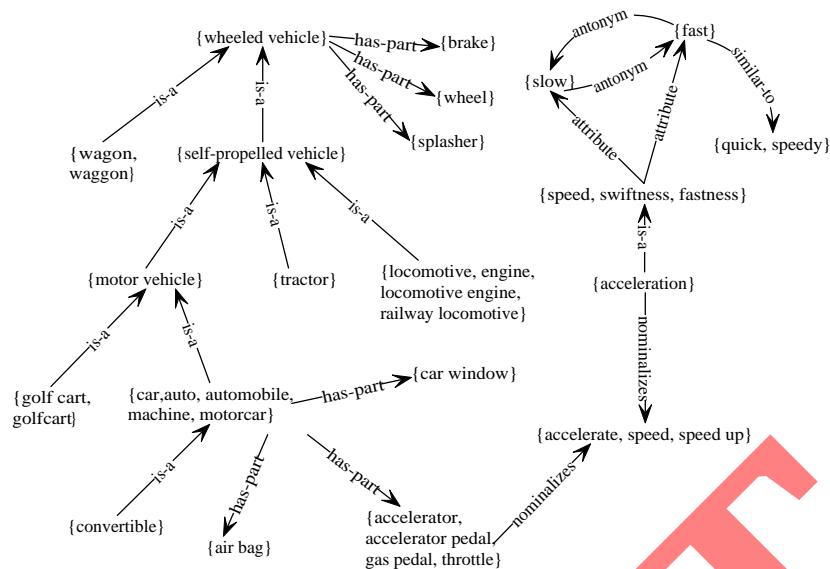 {wheeled vehicle}
has-part
{brake}
has-part
{wheel}
has-part
{splasher}
is-a
is-a
{wagon,
waggon}
{self-propelled vehicle}
is-a
is-a
is-a
{motor vehicle}
{tractor}
{locomotive, engine,
locomotive engine,
railway locomotive}
is-a
is-a
{golf cart,
golfcart}
{car,auto, automobile,
machine, motorcar}
has-part
{car window}
is-a
has-part
has-part
{convertible}
{air bag}
{accelerator,
accelerator pedal,
gas pedal, throttle}
nominalizes
antonym
{fast}
{slow}
antonym
similar-to
{quick, speedy}
attribute
attribute
{speed, swiftness, fastness}
is-a
{acceleration}
nominalizes
{accelerate, speed, speed up}